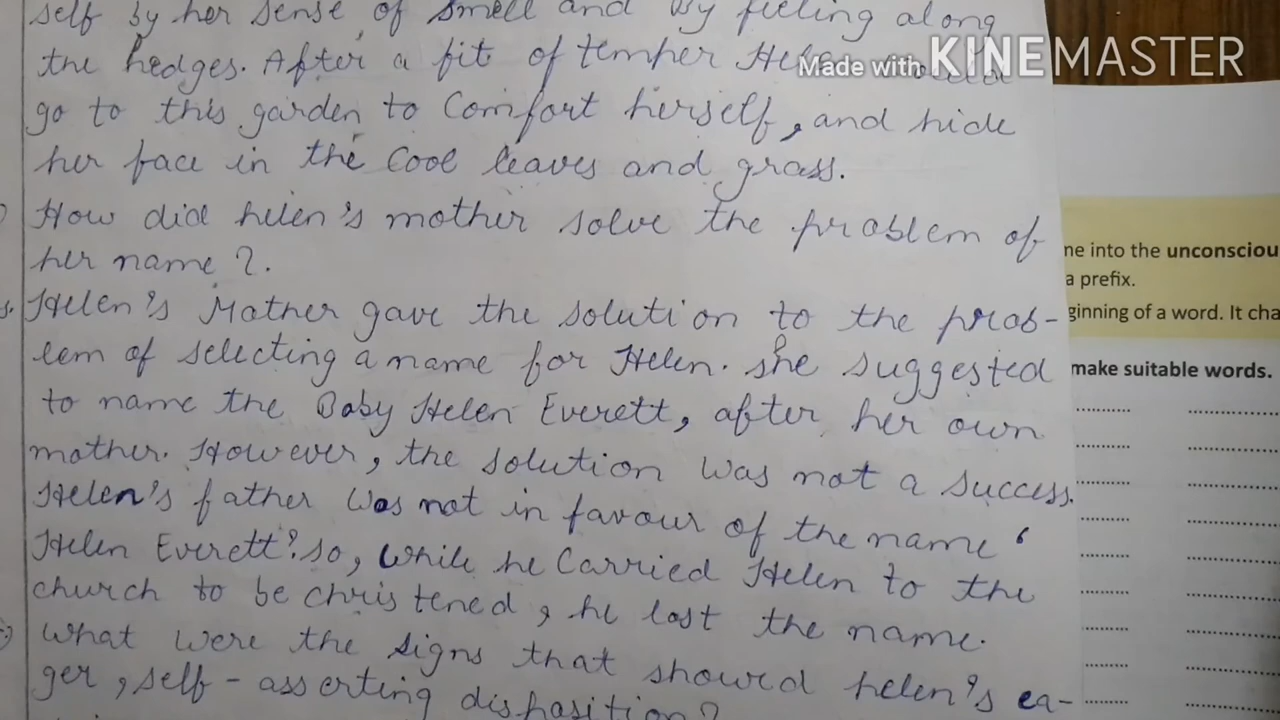 self by her sense of smell and by feeling along
the hedges. After a fit of temper
go to this garden to Comfort herself, and hide
her face in the Cool leaves and grass.
How did helen's mother solve the problem of
her name ?.
Helen's Mother gave the solution to the prob-
lem of selecting a name for Helen. she suggested
to name the Baby Helen Everett, after her own
mother. However, the solution was not a success.
Helen's father was not in favour of the name '
Helen Everett'. so, while he Carried Helen to the
church to be christened, he lost the name.
What were the signs that showed helen's ea-
ger, self-asserting disposition?
Made with KINEMASTER
into the unconsciou
a prefix.
ginning of a word. It cha
make suitable words.